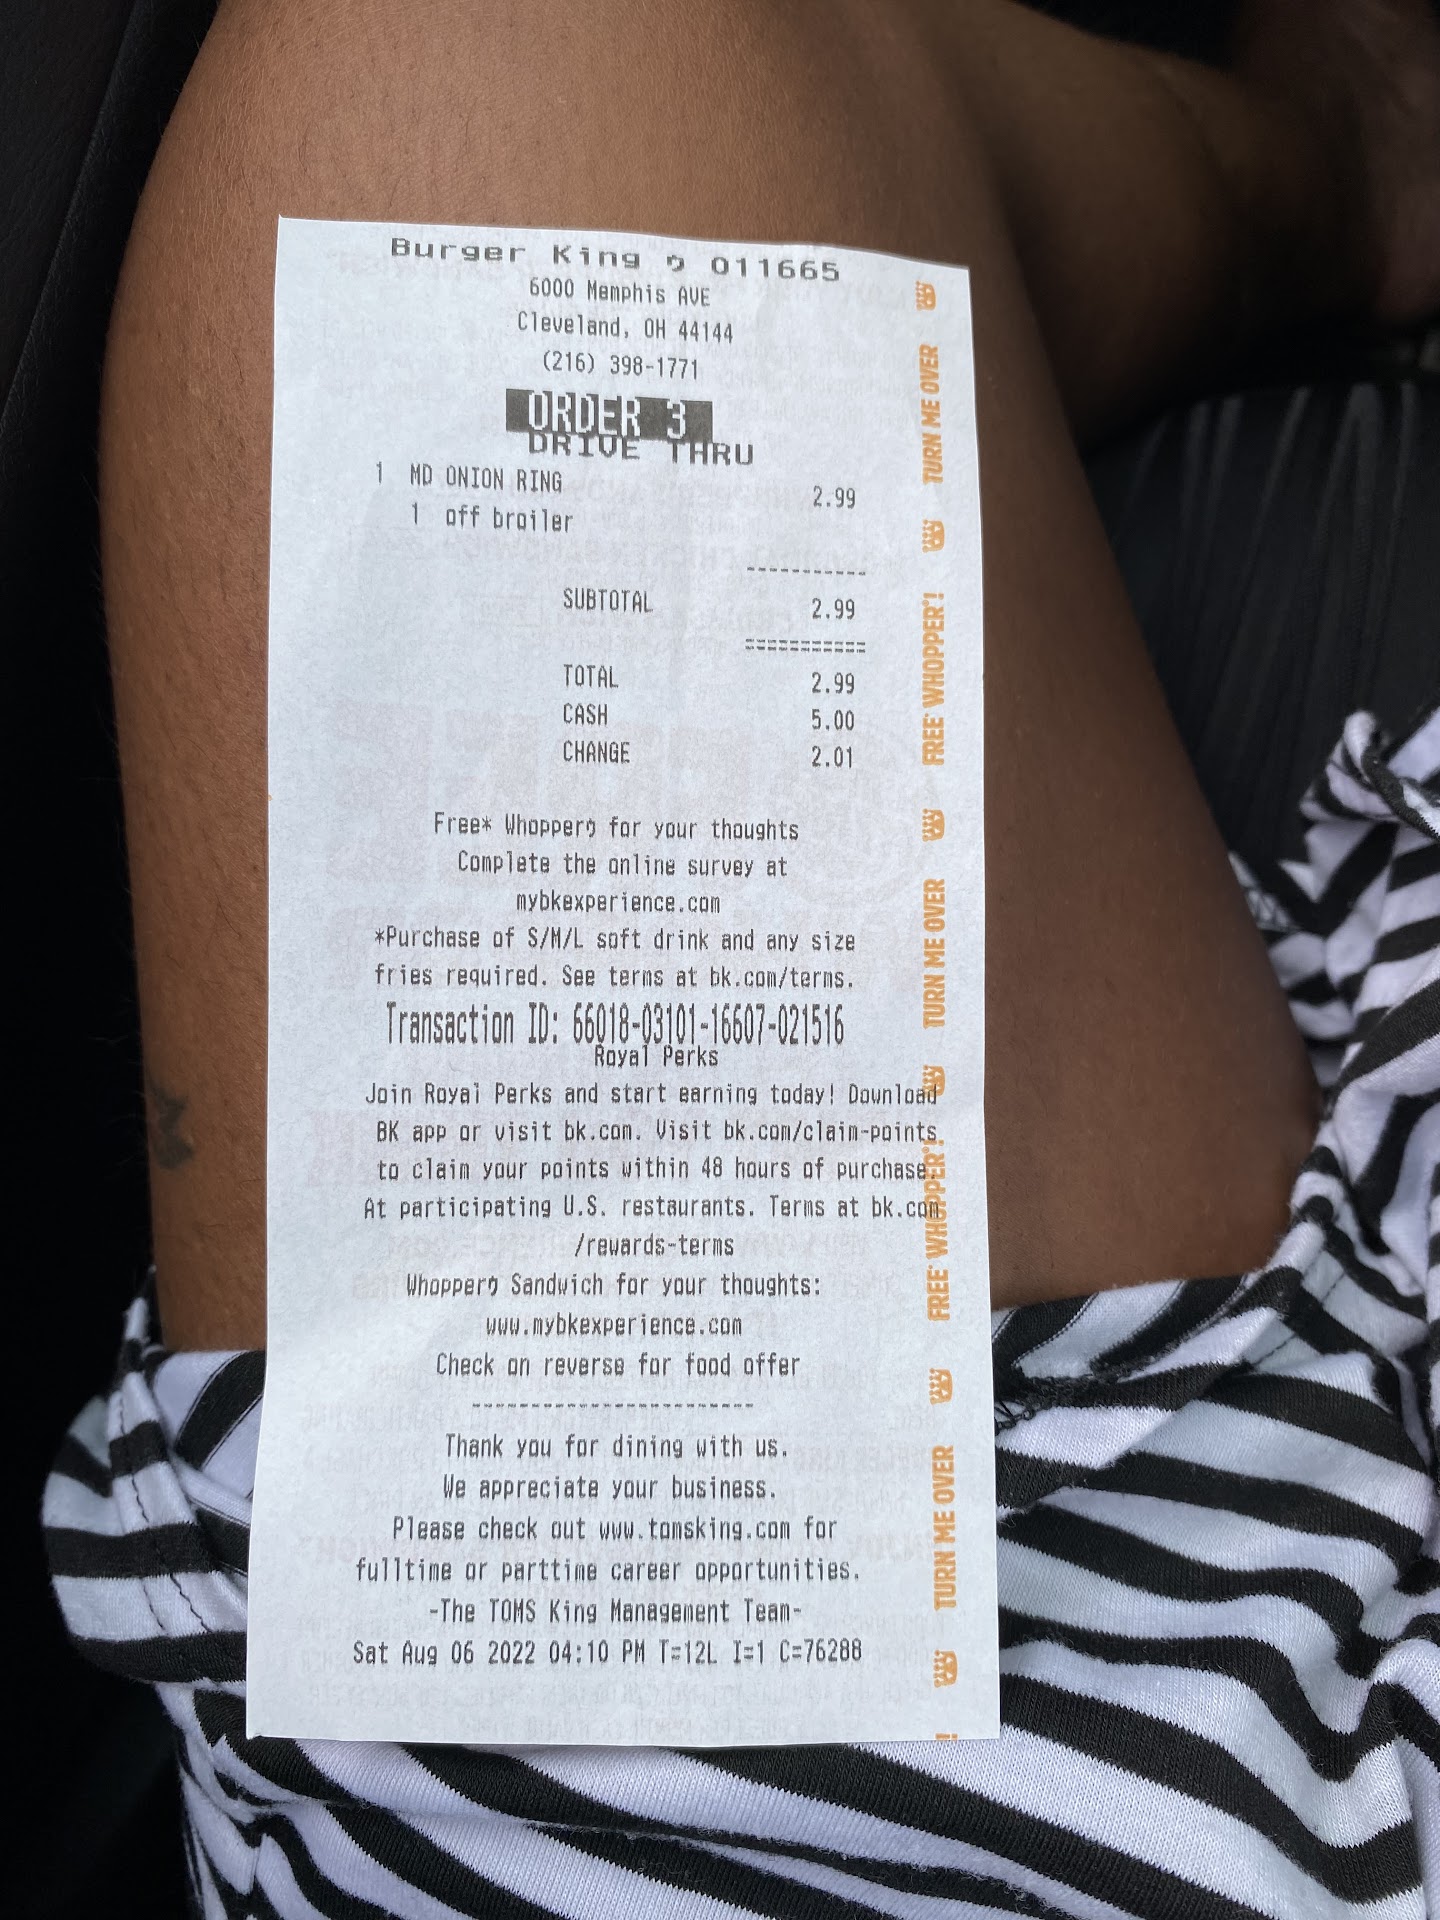 Burger King 011665
6000 Memphis AVE
Cleveland, OH 44144
(216) 398-1771
ORDER 3
DRIVE THRU
1 MD ONION RING 2.99
1 off broiler
----------
SUBTOTAL 2.99
==========
TOTAL 2.99
CASH 5.00
CHANGE 2.01
Free* Whopper for your thoughts
Complete the online survey at
mybkexperience.com
*Purchase of S/M/L soft drink and any size
fries required. See terms at bk.com/terms.
Transaction ID: 66018-03101-16607-021516
Royal Perks
Join Royal Perks and start earning today! Download
BK app or visit bk.com. Visit bk.com/claim-points
to claim your points within 48 hours of purchase.
At participating U.S. restaurants. Terms at bk.com
/rewards-terms
Whopper Sandwich for your thoughts:
www.mybkexperience.com
Check on reverse for food offer
------------------------
Thank you for dining with us.
We appreciate your business.
Please check out www.tomsking.com for
fulltime or parttime career opportunities.
-The TOMS King Management Team-
Sat Aug 06 2022 04:10 PM T=12L I=1 C=76288
TURN ME OVER
FREE WHOPPER!
TURN ME OVER
FREE WHOPPER!
TURN ME OVER
!